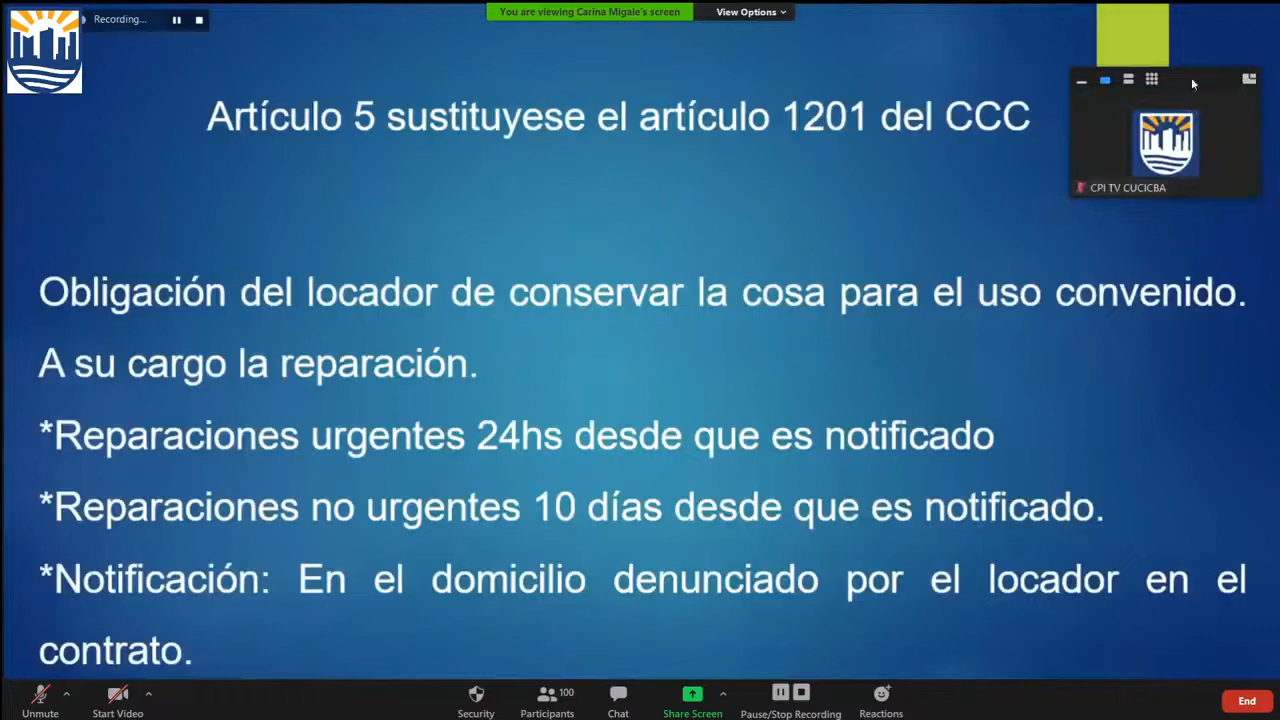 Recording...
You are viewing Carina Migale's screen
View Options
Artículo 5 sustituyese el artículo 1201 del CCC
CPI TV CUCICBA
Obligación del locador de conservar la cosa para el uso convenido.
A su cargo la reparación.
*Reparaciones urgentes 24hs desde que es notificado
*Reparaciones no urgentes 10 días desde que es notificado.
*Notificación: En el domicilio denunciado por el locador en el
contrato.
Unmute
Start Video
Security
Participants
100
Chat
Share Screen
Pause/Stop Recording
Reactions
End